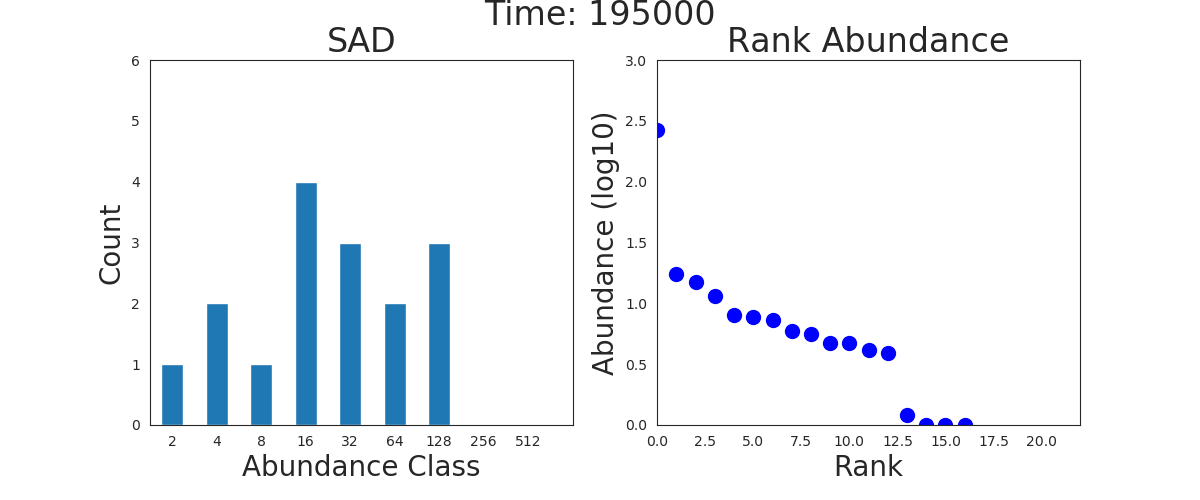 Time: 195000
SAD
Rank Abundance
6
5
4
3
2
1
0
Count
2 4 8 16 32 64 128 256 512
Abundance Class
3.0
2.5
2.0
1.5
1.0
0.5
0.0
Abundance (log10)
0.0 2.5 5.0 7.5 10.0 12.5 15.0 17.5 20.0
Rank